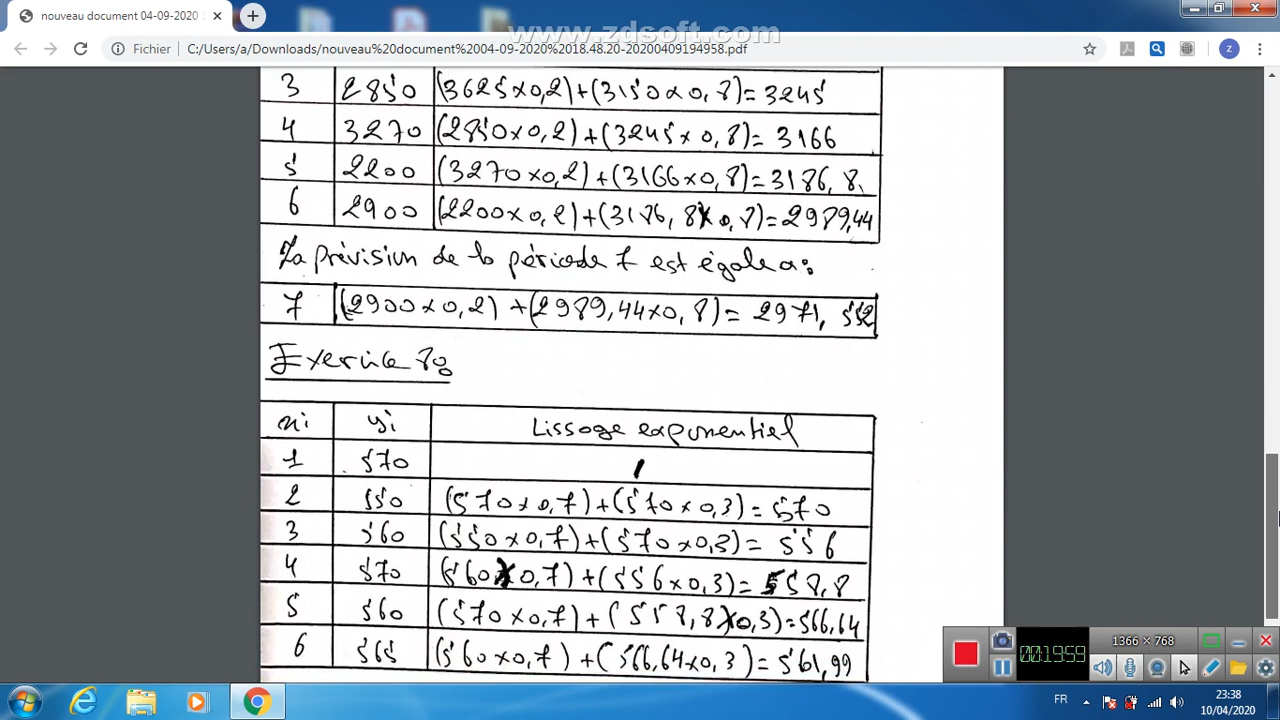 nouveau document 04-09-2020
www.zdsoft.com
Fichier C:/Users/a/Downloads/nouveau%20document%2004-09-2020%2018.48.20-20200409194958.pdf
3 2850 (3625×0,2)+(3150×0,8)=3245
4 3270 (2850×0,2)+(3245×0,8)=3166
5 2200 (3270×0,2)+(3166×0,8)=3186,8
6 2900 (2200×0,2)+(3186,8×0,8)=2989,44
La prévision de la période 7 est égale a:
7 (2900×0,2)+(2989,44×0,8)=2971,552
Exercice 8:
xi yi Lissage exponentiel
1 570 /
2 550 (570×0,7)+(570×0,3)=570
3 560 (550×0,7)+(570×0,3)=556
4 570 (560×0,7)+(556×0,3)=558,8
5 560 (570×0,7)+(558,8×0,3)=566,64
6 565 (560×0,7)+(566,64×0,3)=561,99
00:19:59
1366 × 768
FR
23:38
10/04/2020